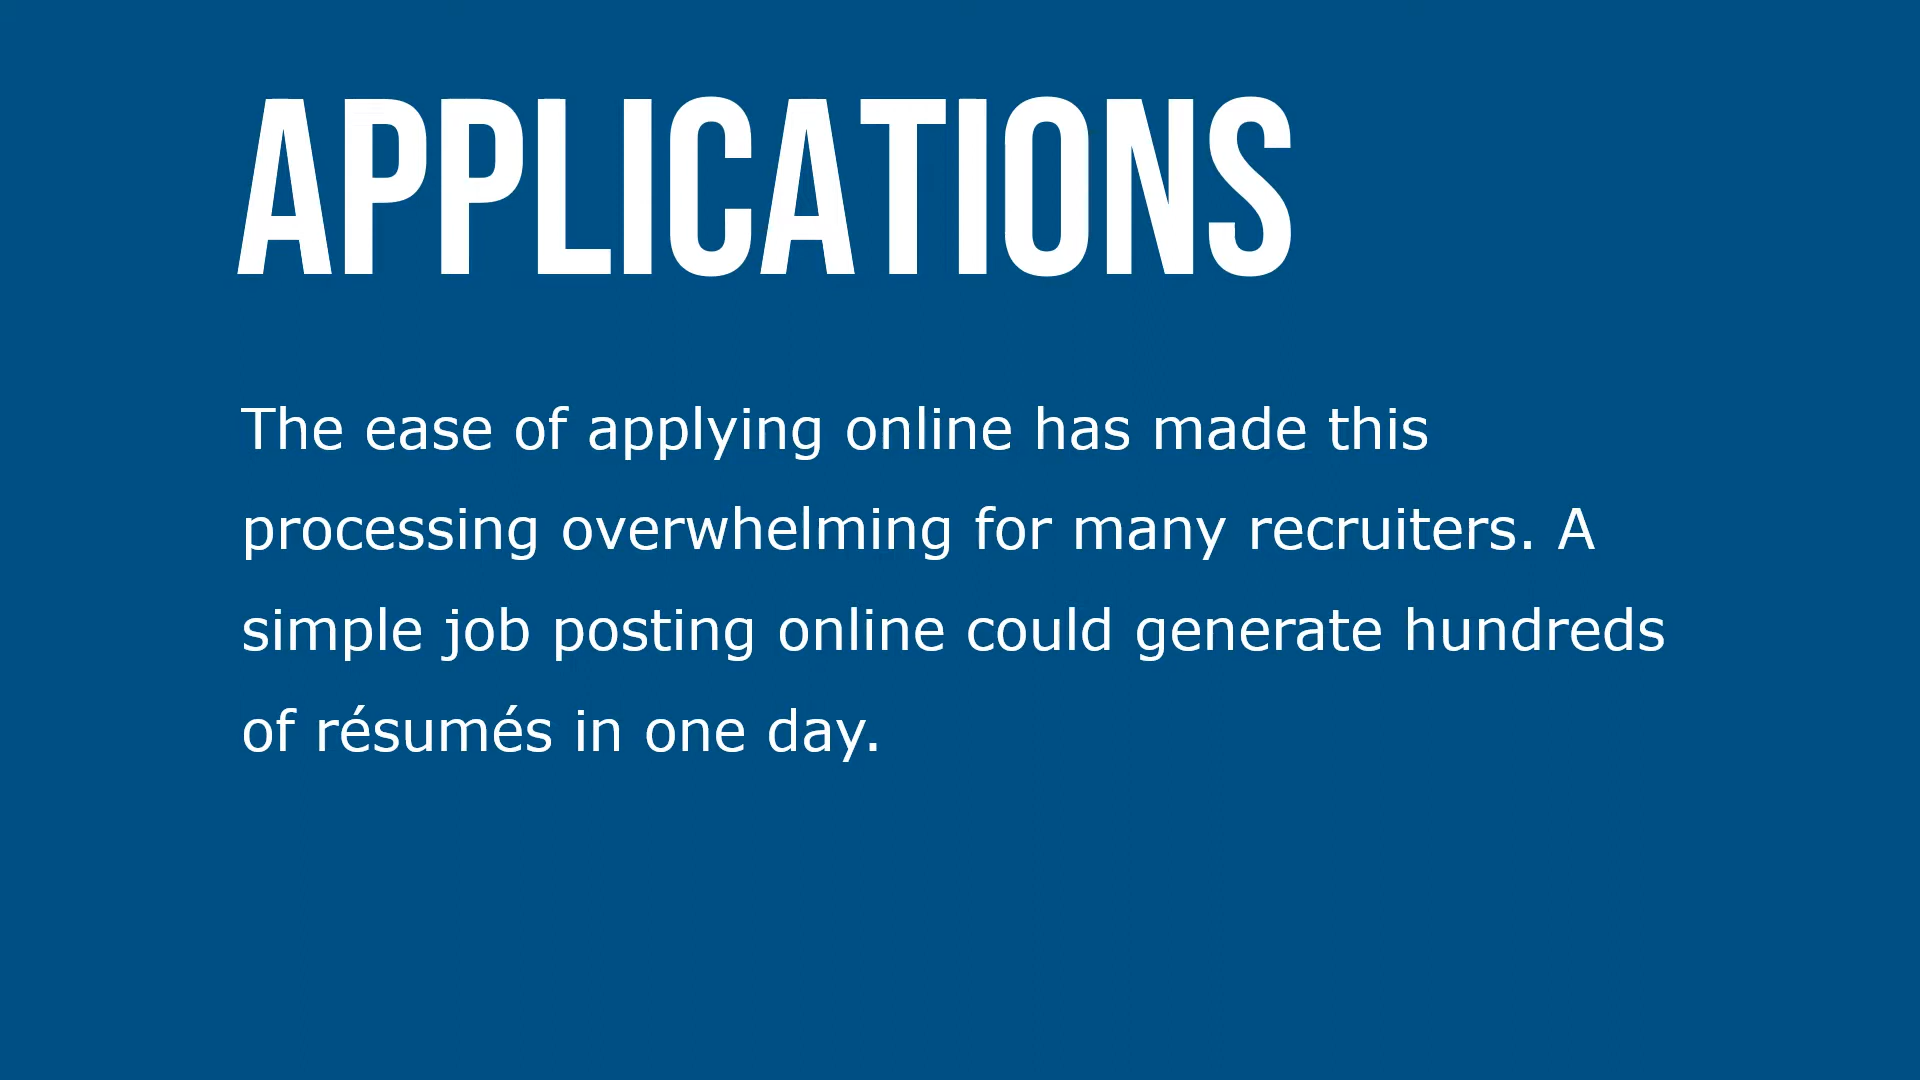 APPLICATIONS
The ease of applying online has made this
processing overwhelming for many recruiters. A
simple job posting online could generate hundreds
of résumés in one day.